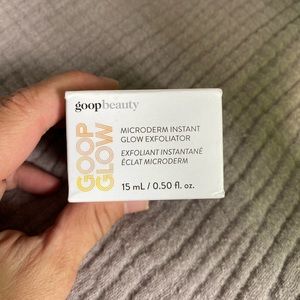 goopbeauty
GOOP
GLOW
MICRODERM INSTANT
GLOW EXFOLIATOR
EXFOLIANT INSTANTANÉ
ÉCLAT MICRODERM
15 mL / 0.50 fl. oz.